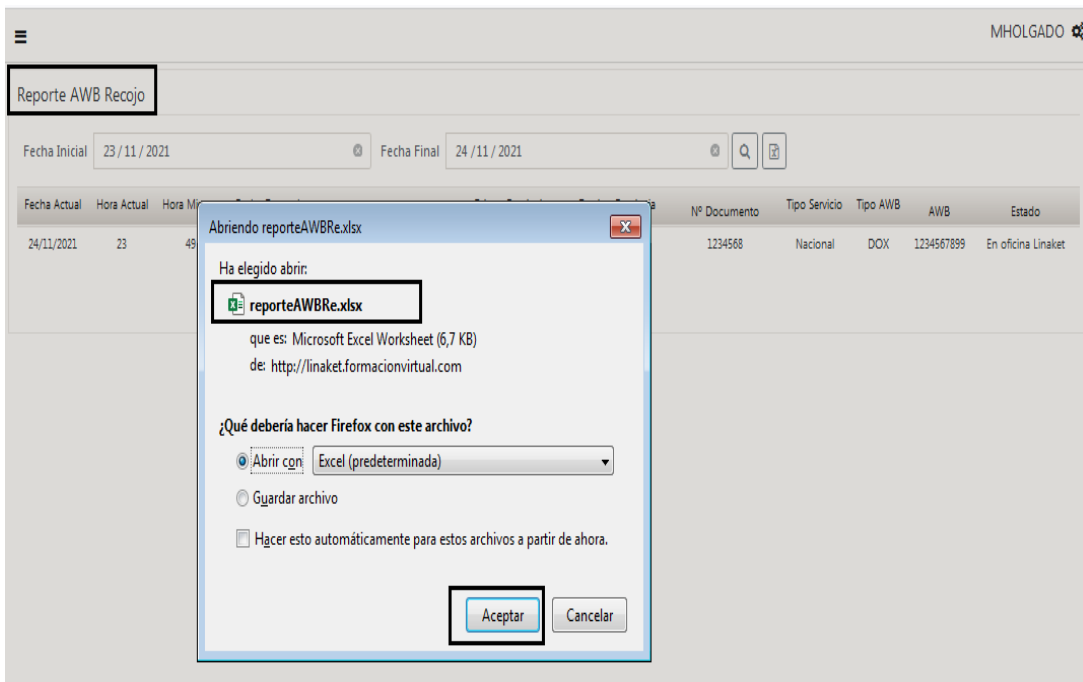 MHOLGADO
Reporte AWB Recojo
Fecha Inicial 23 / 11 / 2021 Fecha Final 24 / 11 / 2021
Fecha Actual Hora Actual Hora Nº Documento Tipo Servicio Tipo AWB AWB Estado
24/11/2021 23 49 1234568 Nacional DOX 1234567899 En oficina Linaket
Abriendo reporteAWBRe.xlsx
Ha elegido abrir:
reporteAWBRe.xlsx
que es: Microsoft Excel Worksheet (6,7 KB)
de: http://linaket.formacionvirtual.com
¿Qué debería hacer Firefox con este archivo?
Abrir con Excel (predeterminada)
Guardar archivo
Hacer esto automáticamente para estos archivos a partir de ahora.
Aceptar Cancelar